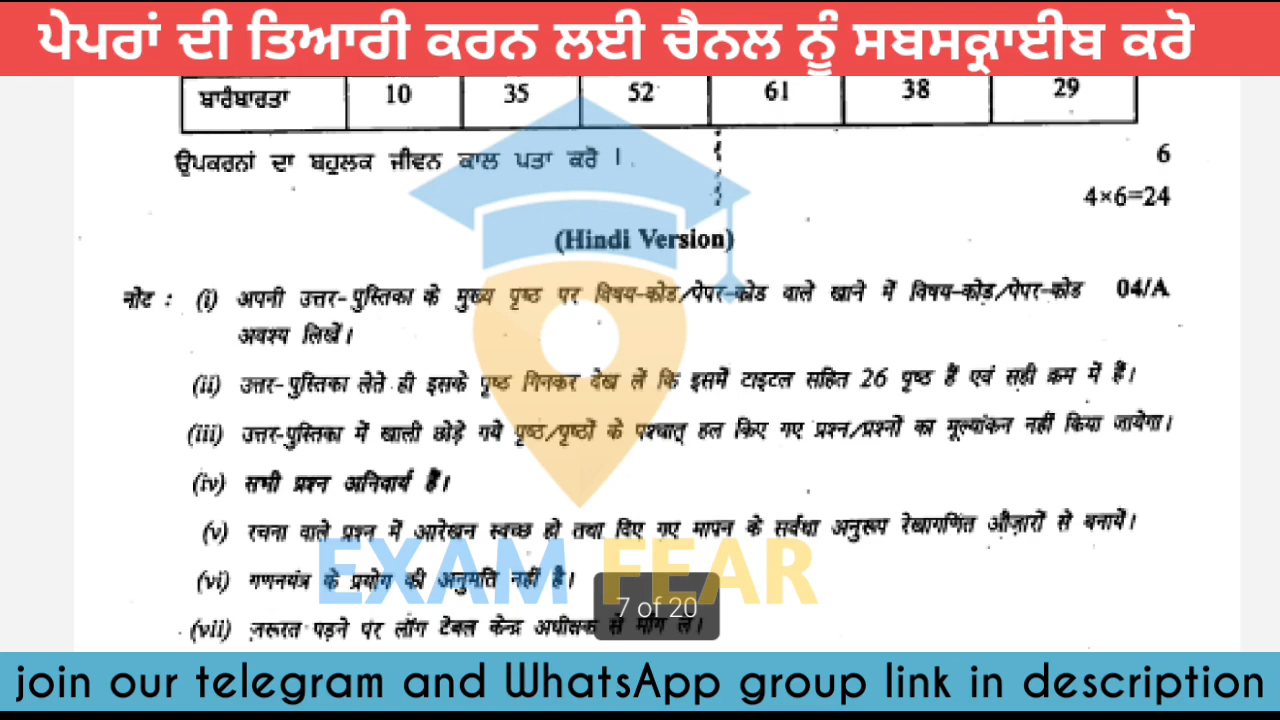 ਪੇਪਰਾਂ ਦੀ ਤਿਆਰੀ ਕਰਨ ਲਈ ਚੈਨਲ ਨੂੰ ਸਬਸਕ੍ਰਾਈਬ ਕਰੋ
ਬਾਰੰਬਾਰਤਾ 10 35 52 61 38 29
ਉਪਕਰਨਾਂ ਦਾ ਬਹੁਲਕ ਜੀਵਨ ਕਾਲ ਪਤਾ ਕਰੋ । 6
4×6=24
(Hindi Version)
नोट : (i) अपनी उत्तर-पुस्तिका के मुख्य पृष्ठ पर विषय-कोड/पेपर-कोड वाले खाने में विषय-कोड/पेपर-कोड 04/A
अवश्य लिखें।
(ii) उत्तर-पुस्तिका लेते ही इसके पृष्ठ गिनकर देख लें कि इसमें टाइटल सहित 26 पृष्ठ हैं एवं सही क्रम में हैं।
(iii) उत्तर-पुस्तिका में खाली छोड़े गये पृष्ठ/पृष्ठों के पश्चात् हल किए गए प्रश्न/प्रश्नों का मूल्यांकन नहीं किया जायेगा।
(iv) सभी प्रश्न अनिवार्य हैं।
(v) रचना वाले प्रश्न में आरेखन स्वच्छ हो तथा दिए गए मापन के सर्वथा अनुरूप रेखागणित औज़ारों से बनायें।
(vi) गणनयंत्र के प्रयोग की अनुमति नहीं है।
EXAM FEAR
7 of 20
(vii) ज़रूरत पड़ने पर लॉग टेबल केन्द्र अधीक्षक से मांग लें।
join our telegram and WhatsApp group link in description